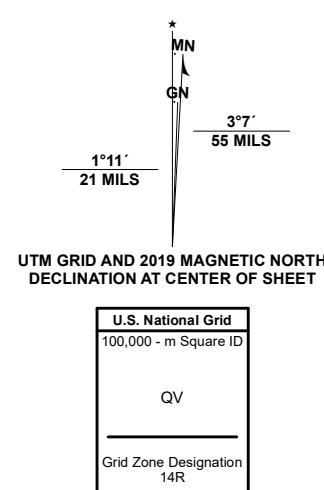 ★
MN
GN
3°7´
55 MILS
1°11´
21 MILS
UTM GRID AND 2019 MAGNETIC NORTH
DECLINATION AT CENTER OF SHEET
U.S. National Grid
100,000 - m Square ID
QV
Grid Zone Designation
14R